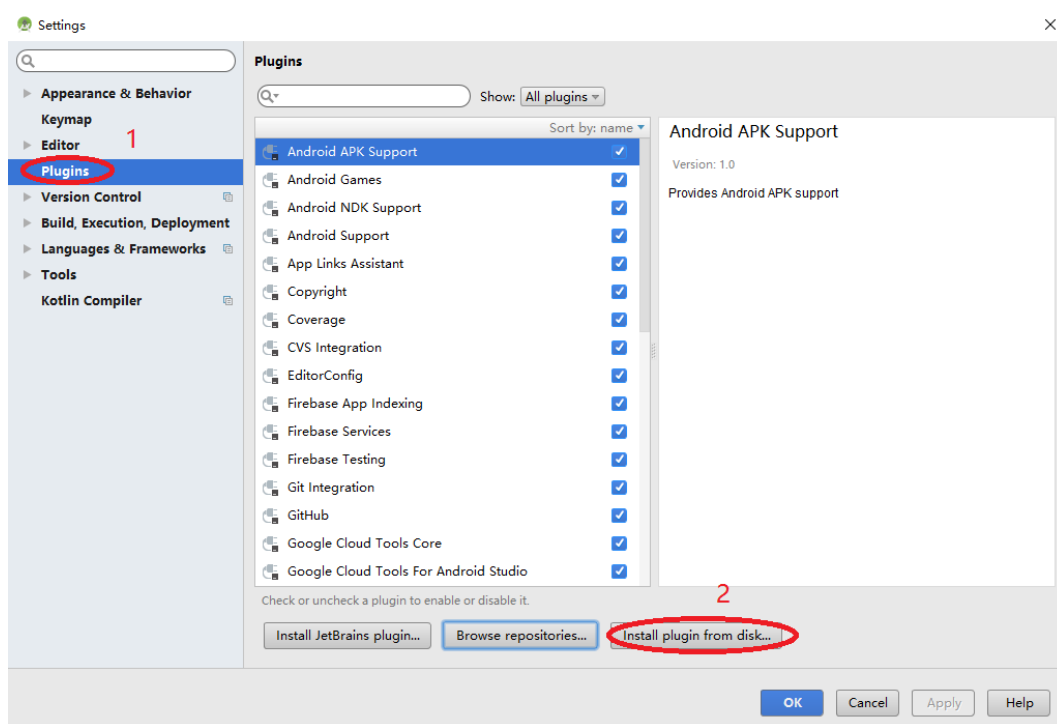 Settings
Plugins
Show: All plugins
Appearance & Behavior
Keymap
1
Editor
Plugins
Version Control
Build, Execution, Deployment
Languages & Frameworks
Tools
Kotlin Compiler
Sort by: name
Android APK Support
Android Games
Android NDK Support
Android Support
App Links Assistant
Copyright
Coverage
CVS Integration
EditorConfig
Firebase App Indexing
Firebase Services
Firebase Testing
Git Integration
GitHub
Google Cloud Tools Core
Google Cloud Tools For Android Studio
Android APK Support
Version: 1.0
Provides Android APK support
Check or uncheck a plugin to enable or disable it.
2
Install JetBrains plugin...
Browse repositories...
Install plugin from disk...
OK
Cancel
Apply
Help